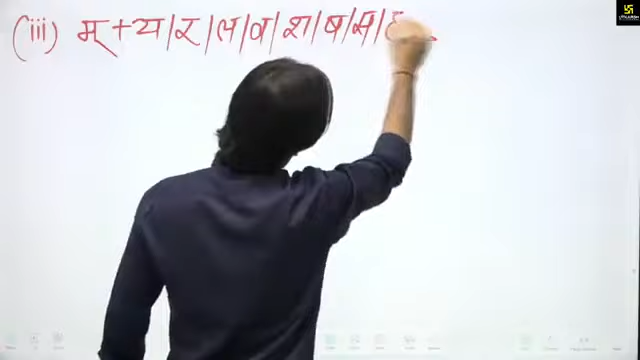 (iii) म् + य | र | ल | व | श | ष | स |